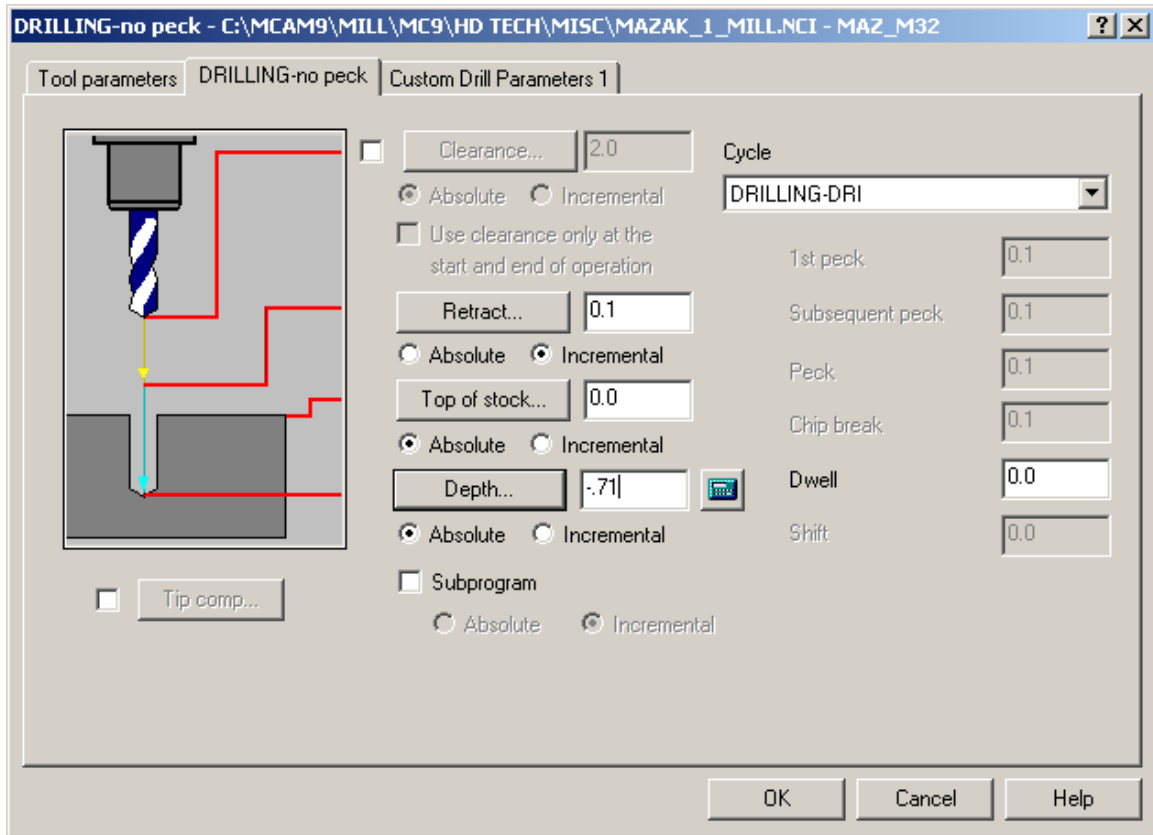 DRILLING-no peck - C:\MCAM9\MILL\MC9\HD TECH\MISC\MAZAK_1_MILL.NCI - MAZ_M32
Tool parameters
DRILLING-no peck
Custom Drill Parameters 1
Clearance...
2.0
Absolute
Incremental
Use clearance only at the
start and end of operation
Retract...
0.1
Absolute
Incremental
Top of stock...
0.0
Absolute
Incremental
Depth...
-.71
Absolute
Incremental
Subprogram
Absolute
Incremental
Tip comp...
Cycle
DRILLING-DRI
1st peck
0.1
Subsequent peck
0.1
Peck
0.1
Chip break
0.1
Dwell
0.0
Shift
0.0
OK
Cancel
Help